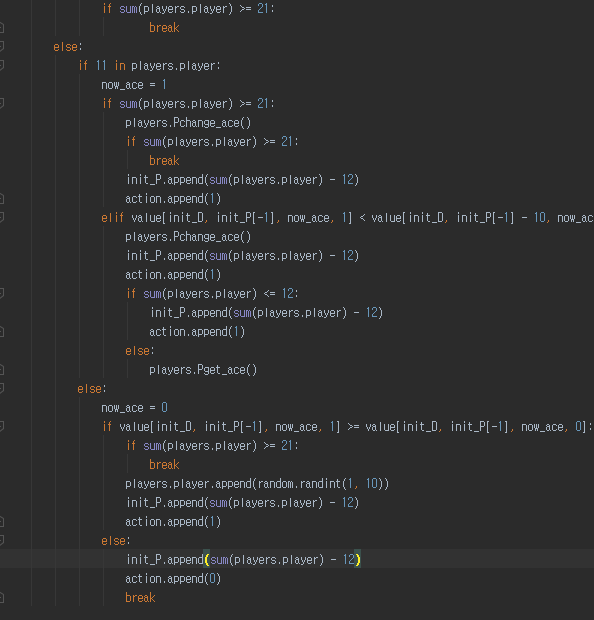 if sum(players.player) >= 21:
break
else:
if 11 in players.player:
now_ace = 1
if sum(players.player) >= 21:
players.Pchange_ace()
if sum(players.player) >= 21:
break
init_P.append(sum(players.player) - 12)
action.append(1)
elif value[init_D, init_P[-1], now_ace, 1] < value[init_D, init_P[-1] - 10, now_ac
players.Pchange_ace()
init_P.append(sum(players.player) - 12)
action.append(1)
if sum(players.player) <= 12:
init_P.append(sum(players.player) - 12)
action.append(1)
else:
players.Pget_ace()
else:
now_ace = 0
if value[init_D, init_P[-1], now_ace, 1] >= value[init_D, init_P[-1], now_ace, 0]:
if sum(players.player) >= 21:
break
players.player.append(random.randint(1, 10))
init_P.append(sum(players.player) - 12)
action.append(1)
else:
init_P.append(sum(players.player) - 12)
action.append(0)
break